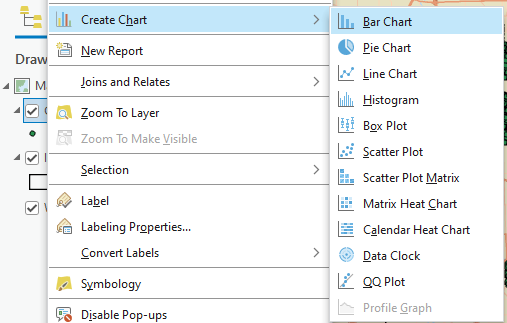 Create Chart
New Report
Joins and Relates
Zoom To Layer
Zoom To Make Visible
Selection
Label
Labeling Properties...
Convert Labels
Symbology
Disable Pop-ups
Bar Chart
Pie Chart
Line Chart
Histogram
Box Plot
Scatter Plot
Scatter Plot Matrix
Matrix Heat Chart
Calendar Heat Chart
Data Clock
QQ Plot
Profile Graph
Draw